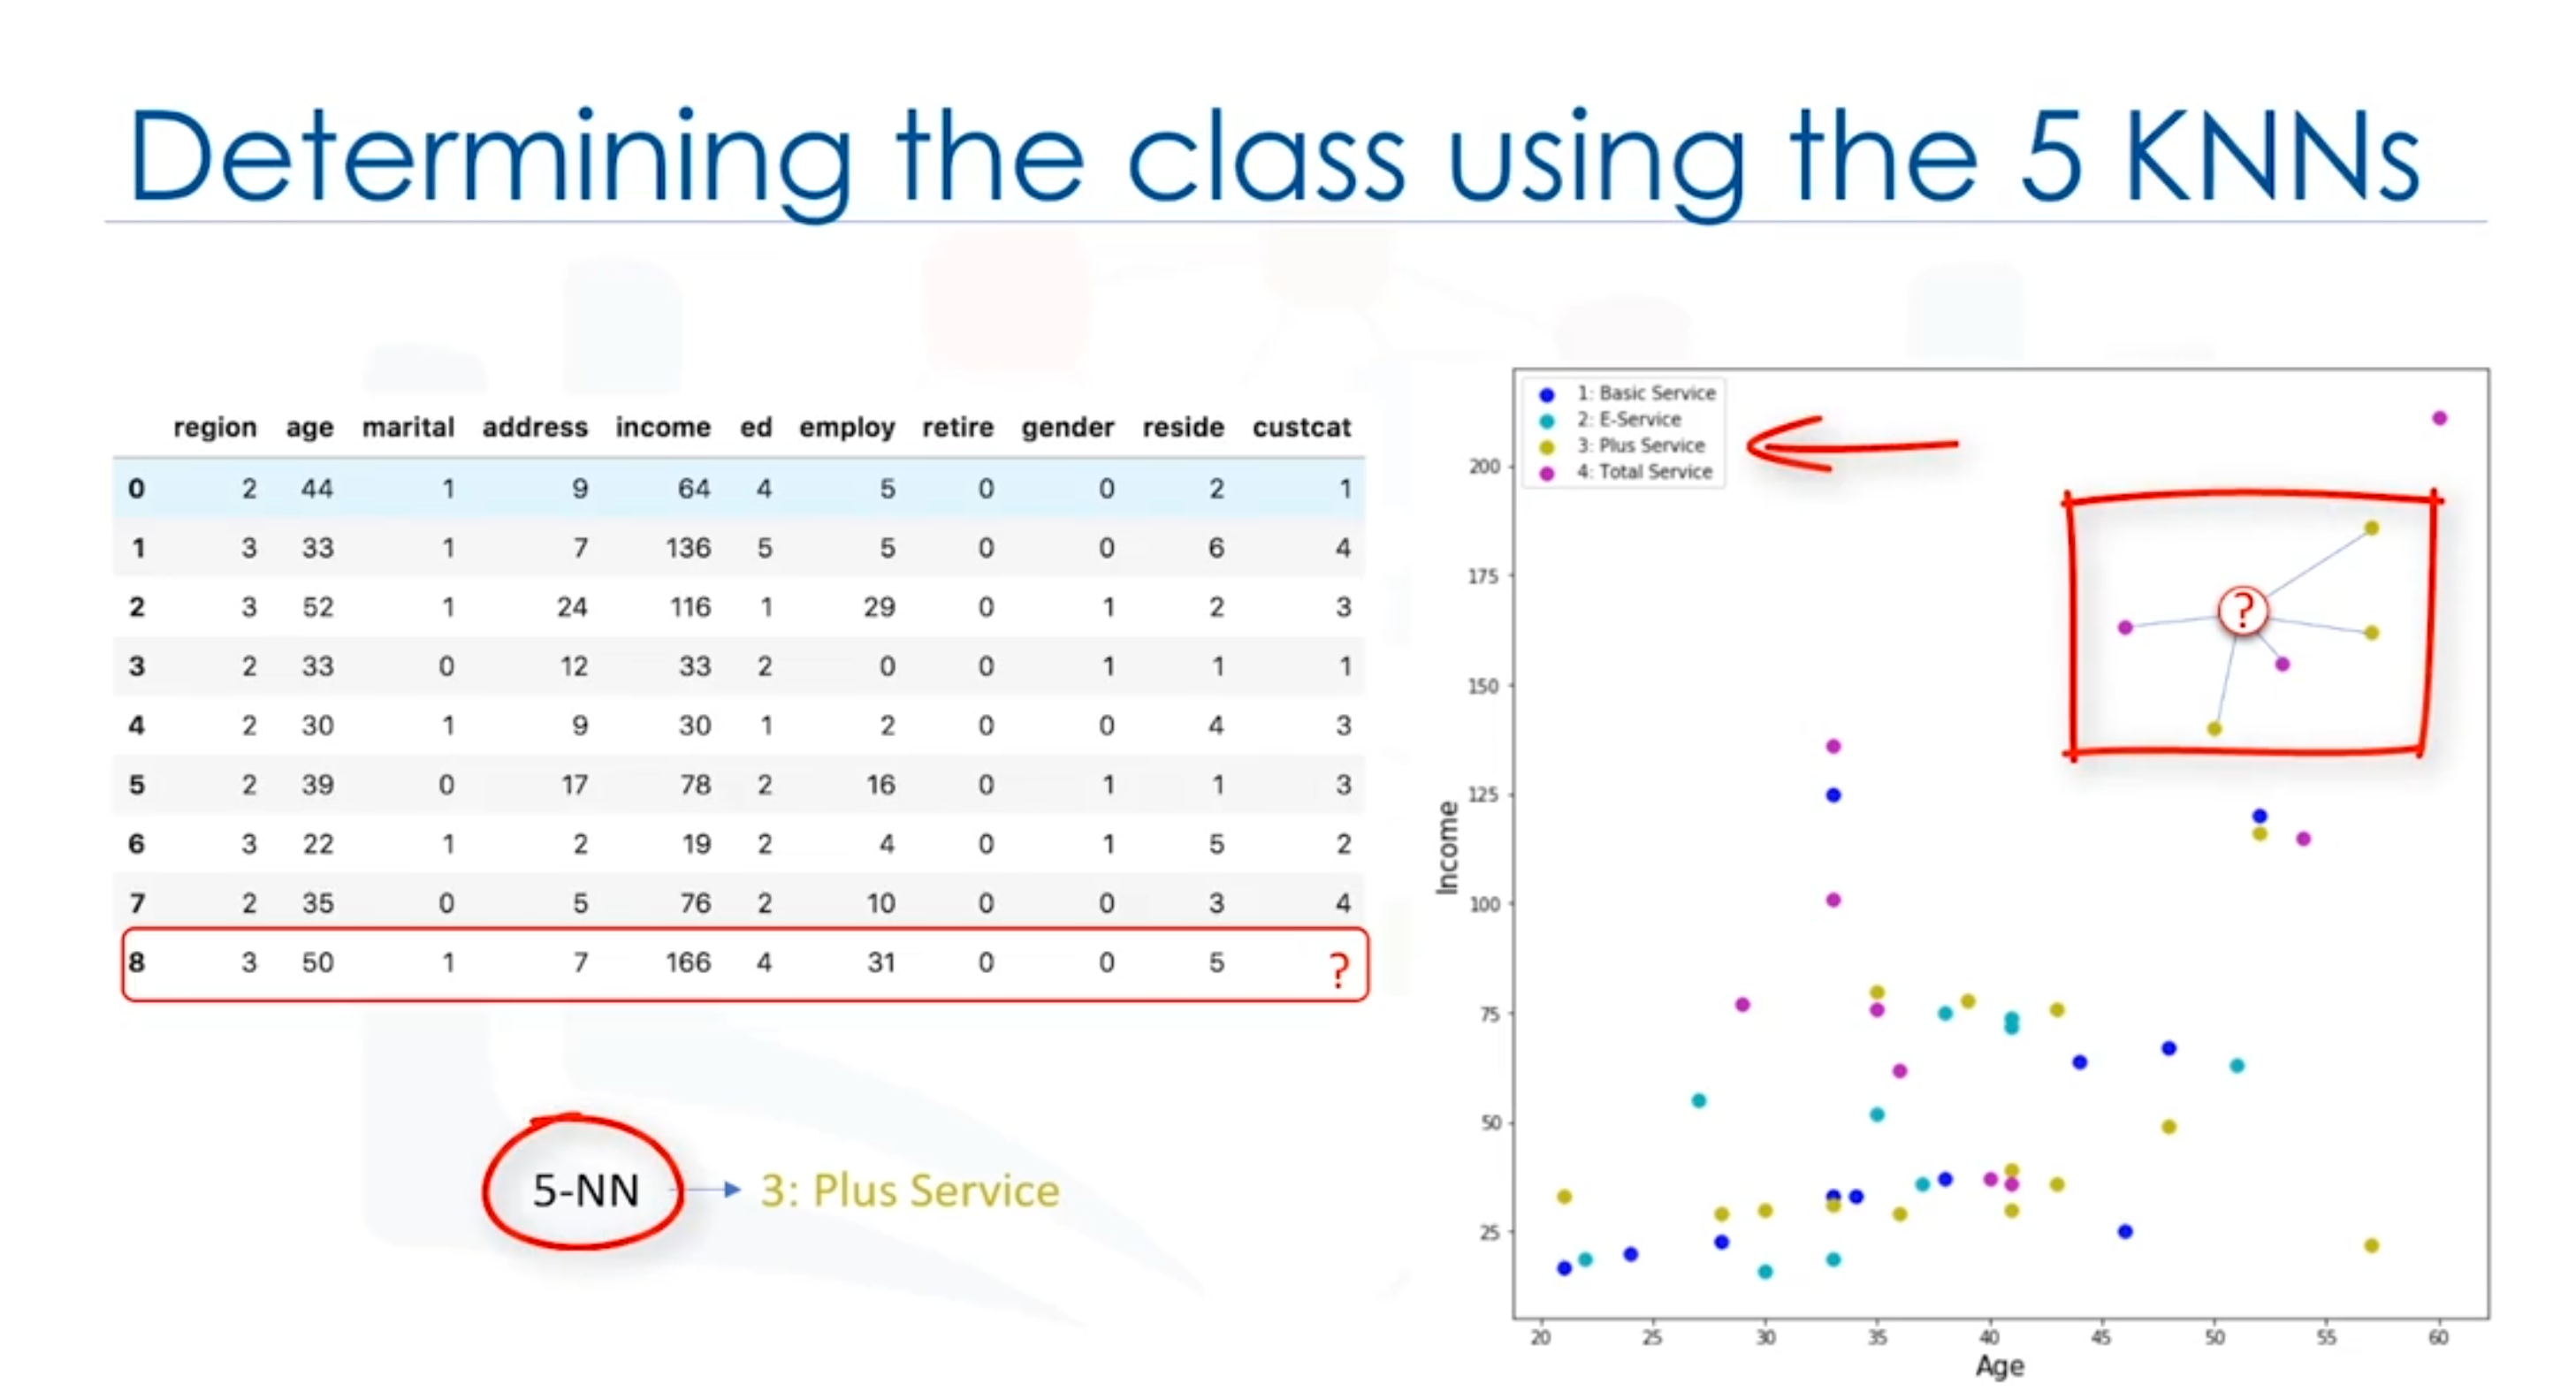 Determining the class using the 5 KNNs
region age marital address income ed employ retire gender reside custcat
0 2 44 1 9 64 4 5 0 0 2 1
1 3 33 1 7 136 5 5 0 0 6 4
2 3 52 1 24 116 1 29 0 1 2 3
3 2 33 0 12 33 2 0 0 1 1 1
4 2 30 1 9 30 1 2 0 0 4 3
5 2 39 0 17 78 2 16 0 1 1 3
6 3 22 1 2 19 2 4 0 1 5 2
7 2 35 0 5 76 2 10 0 0 3 4
8 3 50 1 7 166 4 31 0 0 5 ?
5-NN 3: Plus Service
1: Basic Service
2: E-Service
3: Plus Service
4: Total Service
?
200
175
150
125
100
75
50
25
Income
20 25 30 35 40 45 50 55 60
Age